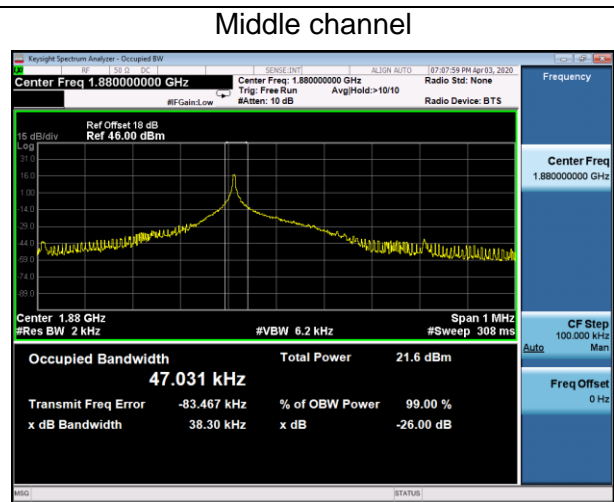 Middle channel
Keysight Spectrum Analyzer - Occupied BW
RF 50 Ω DC SENSE:INT ALIGN AUTO 07:07:59 PM Apr 03, 2020
Center Freq 1.880000000 GHz
Center Freq: 1.880000000 GHz Radio Std: None
Trig: Free Run Avg|Hold:>10/10
#IFGain:Low #Atten: 10 dB Radio Device: BTS
Frequency
Ref Offset 18 dB
15 dB/div Ref 46.00 dBm
Log
31.0
16.0
1.00
-14.0
-29.0
-44.0
-59.0
-74.0
-89.0
Center 1.88 GHz Span 1 MHz
#Res BW 2 kHz #VBW 6.2 kHz #Sweep 308 ms
Center Freq
1.880000000 GHz
CF Step
100.000 kHz
Auto Man
Freq Offset
0 Hz
Occupied Bandwidth Total Power 21.6 dBm
47.031 kHz
Transmit Freq Error -83.467 kHz % of OBW Power 99.00 %
x dB Bandwidth 38.30 kHz x dB -26.00 dB
MSG STATUS